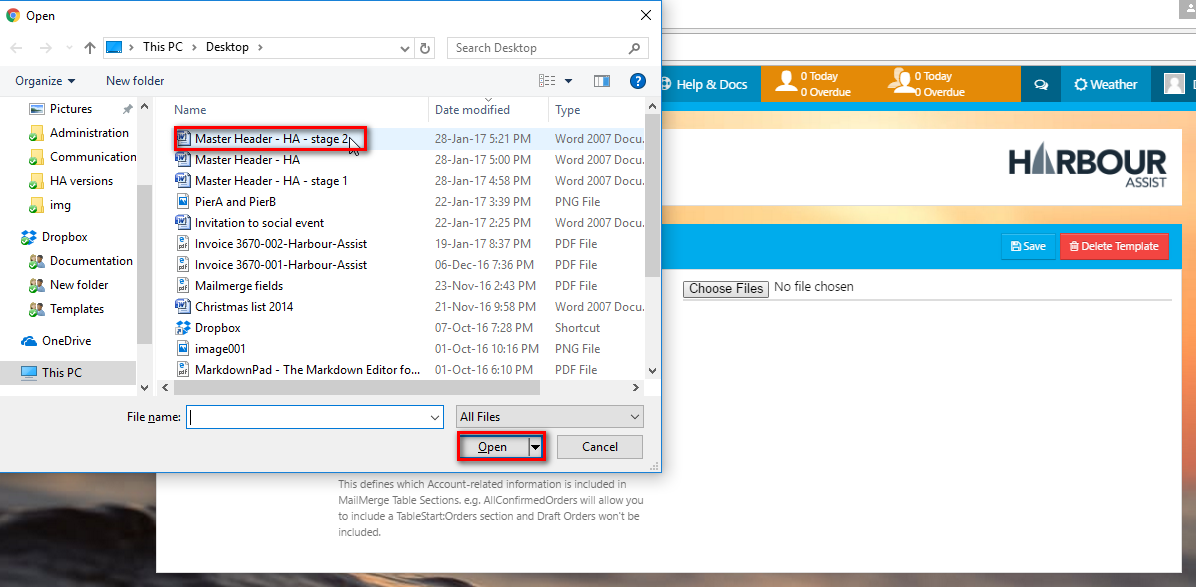 Open
This PC
Desktop
Search Desktop
Organize
New folder
?
Pictures
Administration
Communication
HA versions
img
Dropbox
Documentation
New folder
Templates
OneDrive
This PC
Name Date modified Type
Master Header - HA - stage 2 28-Jan-17 5:21 PM Word 2007 Docu...
Master Header - HA 28-Jan-17 5:00 PM Word 2007 Docu...
Master Header - HA - stage 1 28-Jan-17 4:58 PM Word 2007 Docu...
PierA and PierB 22-Jan-17 3:39 PM PNG File
Invitation to social event 22-Jan-17 2:25 PM Word 2007 Docu...
Invoice 3670-002-Harbour-Assist 19-Jan-17 8:37 PM PDF File
Invoice 3670-001-Harbour-Assist 06-Dec-16 7:36 PM PDF File
Mailmerge fields 23-Nov-16 2:43 PM PDF File
Christmas list 2014 21-Nov-16 9:58 PM Word 2007 Docu...
Dropbox 07-Oct-16 7:28 PM Shortcut
image001 01-Oct-16 10:16 PM PNG File
MarkdownPad - The Markdown Editor fo... 01-Oct-16 6:10 PM PDF File
File name:
All Files
Open
Cancel
Help & Docs
0 Today
0 Overdue
0 Today
0 Overdue
Weather
HARBOUR
ASSIST
Save
Delete Template
Choose Files No file chosen
This defines which Account-related information is included in
MailMerge Table Sections. e.g. AllConfirmedOrders will allow you
to include a TableStart:Orders section and Draft Orders won't be
included.